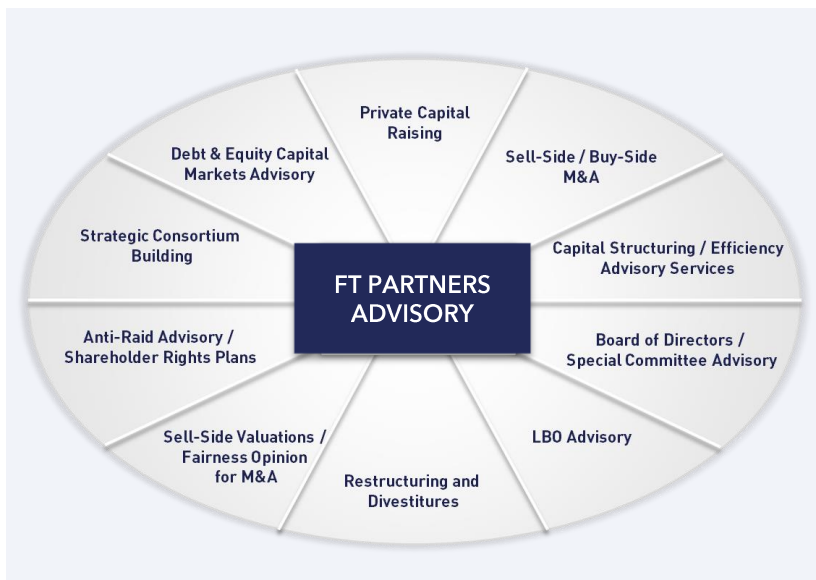 Private Capital
Raising
Debt & Equity Capital
Markets Advisory
Sell-Side / Buy-Side
M&A
Strategic Consortium
Building
Capital Structuring / Efficiency
Advisory Services
FT PARTNERS
ADVISORY
Anti-Raid Advisory /
Shareholder Rights Plans
Board of Directors /
Special Committee Advisory
Sell-Side Valuations /
Fairness Opinion
for M&A
LBO Advisory
Restructuring and
Divestitures